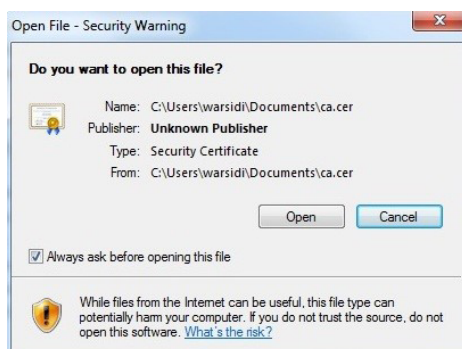 Open File - Security Warning
Do you want to open this file?
Name: C:\Users\warsidi\Documents\ca.cer
Publisher: Unknown Publisher
Type: Security Certificate
From: C:\Users\warsidi\Documents\ca.cer
Open Cancel
Always ask before opening this file
While files from the Internet can be useful, this file type can
potentially harm your computer. If you do not trust the source, do not
open this software. What's the risk?